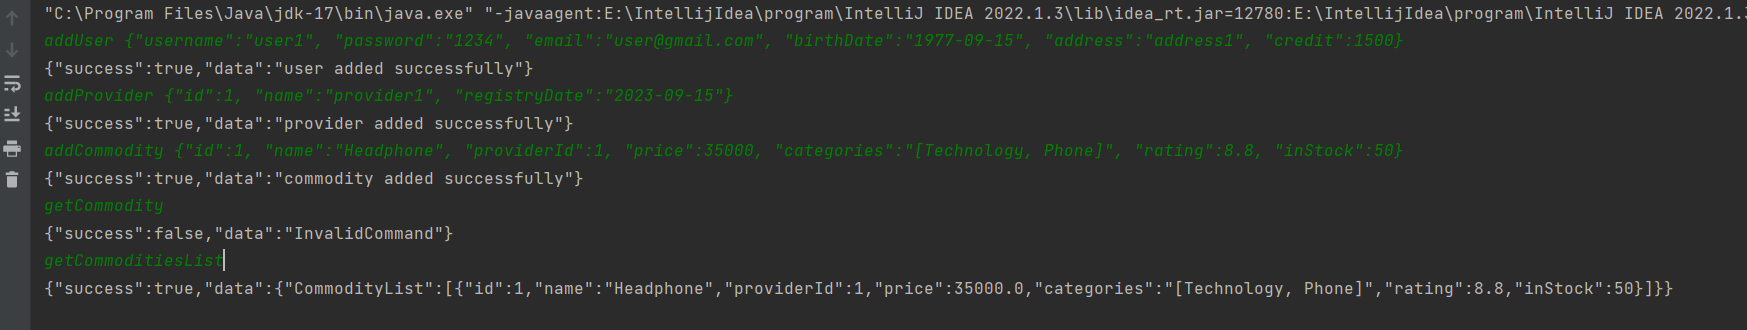 "C:\Program Files\Java\jdk-17\bin\java.exe" "-javaagent:E:\IntellijIdea\program\IntelliJ IDEA 2022.1.3\lib\idea_rt.jar=12780:E:\IntellijIdea\program\IntelliJ IDEA 2022.1.3
addUser {"username":"user1", "password":"1234", "email":"user@gmail.com", "birthDate":"1977-09-15", "address":"address1", "credit":1500}
{"success":true,"data":"user added successfully"}
addProvider {"id":1, "name":"provider1", "registryDate":"2023-09-15"}
{"success":true,"data":"provider added successfully"}
addCommodity {"id":1, "name":"Headphone", "providerId":1, "price":35000, "categories":"[Technology, Phone]", "rating":8.8, "inStock":50}
{"success":true,"data":"commodity added successfully"}
getCommodity
{"success":false,"data":"InvalidCommand"}
getCommoditiesList
{"success":true,"data":{"CommodityList":[{"id":1,"name":"Headphone","providerId":1,"price":35000.0,"categories":"[Technology, Phone]","rating":8.8,"inStock":50}]}}